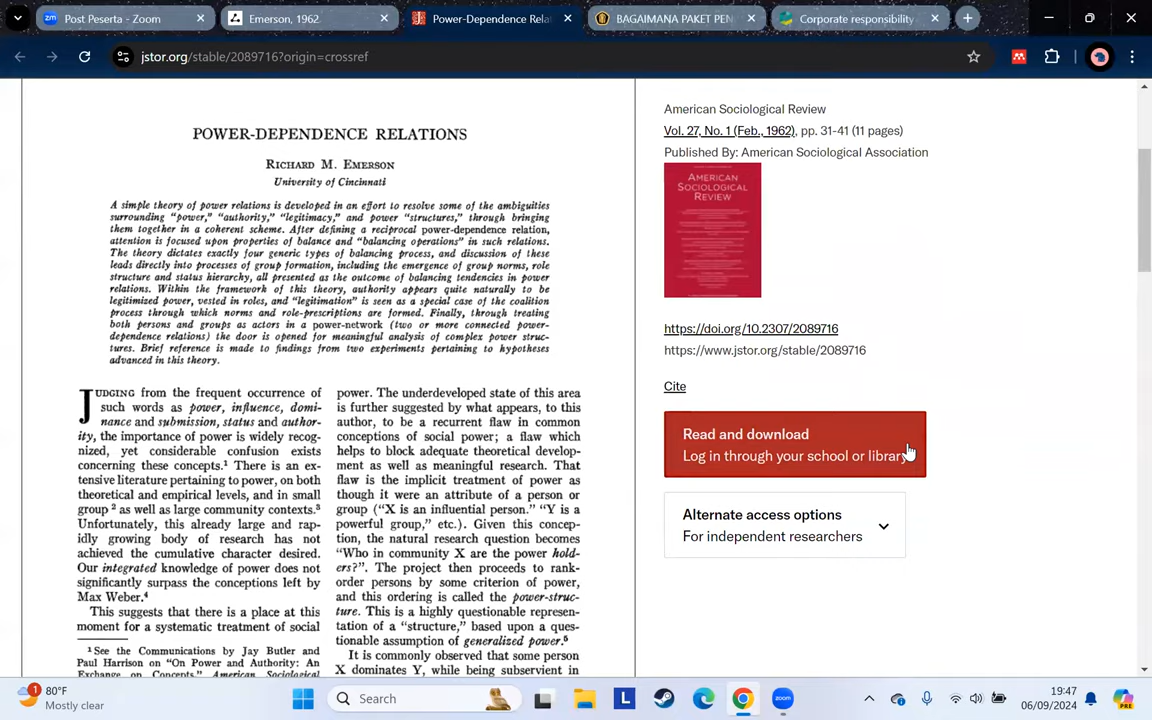 Post Peserta - Zoom
Emerson, 1962.
Power-Dependence Rela
BAGAIMANA PAKET PEN
Corporate responsibility
jstor.org/stable/2089716?origin=crossref
POWER-DEPENDENCE RELATIONS
RICHARD M. EMERSON
University of Cincinnati
A simple theory of power relations is developed in an effort to resolve some of the ambiguities
surrounding "power," "authority," "legitimacy," and power "structures," through bringing
them together in a coherent scheme. After defining a reciprocal power-dependence relation,
attention is focused upon properties of balance and "balancing operations" in such relations.
The theory dictates exactly four generic types of balancing process, and discussion of these
leads directly into processes of group formation, including the emergence of group norms, role
structure and status hierarchy, all presented as the outcome of balancing tendencies in power
relations. Within the framework of this theory, authority appears quite naturally to be
legitimized power, vested in roles, and "legitimation" is seen as a special case of the coalition
process through which norms and role-prescriptions are formed. Finally, through treating
both persons and groups as actors in a power-network (two or more connected power-
dependence relations) the door is opened for meaningful analysis of complex power struc-
tures. Brief reference is made to findings from two experiments pertaining to hypotheses
advanced in this theory.
JUDGING from the frequent occurrence of
such words as power, influence, domi-
nance and submission, status and author-
ity, the importance of power is widely recog-
nized, yet considerable confusion exists
concerning these concepts.¹ There is an ex-
tensive literature pertaining to power, on both
theoretical and empirical levels, and in small
group ² as well as large community contexts.³
Unfortunately, this already large and rap-
idly growing body of research has not
achieved the cumulative character desired.
Our integrated knowledge of power does not
significantly surpass the conceptions left by
Max Weber.⁴
This suggests that there is a place at this
moment for a systematic treatment of social
¹ See the Communications by Jay Butler and
Paul Harrison on "On Power and Authority: An
Exchange on Concepts," American Sociological
power. The underdeveloped state of this area
is further suggested by what appears, to this
author, to be a recurrent flaw in common
conceptions of social power; a flaw which
helps to block adequate theoretical develop-
ment as well as meaningful research. That
flaw is the implicit treatment of power as
though it were an attribute of a person or
group ("X is an influential person." "Y is a
powerful group," etc.). Given this concep-
tion, the natural research question becomes
"Who in community X are the power hold-
ers?". The project then proceeds to rank-
order persons by some criterion of power,
and this ordering is called the power-struc-
ture. This is a highly questionable represen-
tation of a "structure," based upon a ques-
tionable assumption of generalized power.⁵
It is commonly observed that some person
X dominates Y, while being subservient in
American Sociological Review
Vol. 27, No. 1 (Feb., 1962), pp. 31-41 (11 pages)
Published By: American Sociological Association
AMERICAN
SOCIOLOGICAL
REVIEW
https://doi.org/10.2307/2089716
https://www.jstor.org/stable/2089716
Cite
Read and download
Log in through your school or library
Alternate access options
For independent researchers
80°F
Mostly clear
1
Search
L
zoom
19:47
06/09/2024
PRE